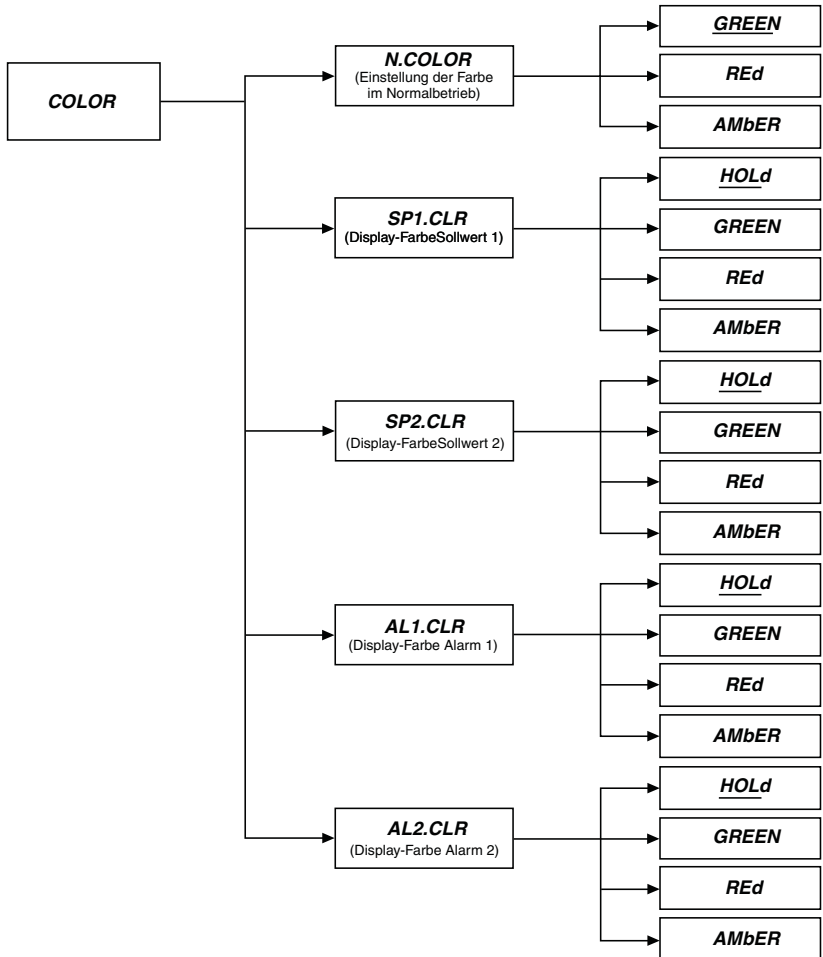 COLOR
N.COLOR
(Einstellung der Farbe
im Normalbetrieb)
GREEN
REd
AMbER
SP1.CLR
(Display-FarbeSollwert 1)
HOLd
GREEN
REd
AMbER
SP2.CLR
(Display-FarbeSollwert 2)
HOLd
GREEN
REd
AMbER
AL1.CLR
(Display-Farbe Alarm 1)
HOLd
GREEN
REd
AMbER
AL2.CLR
(Display-Farbe Alarm 2)
HOLd
GREEN
REd
AMbER